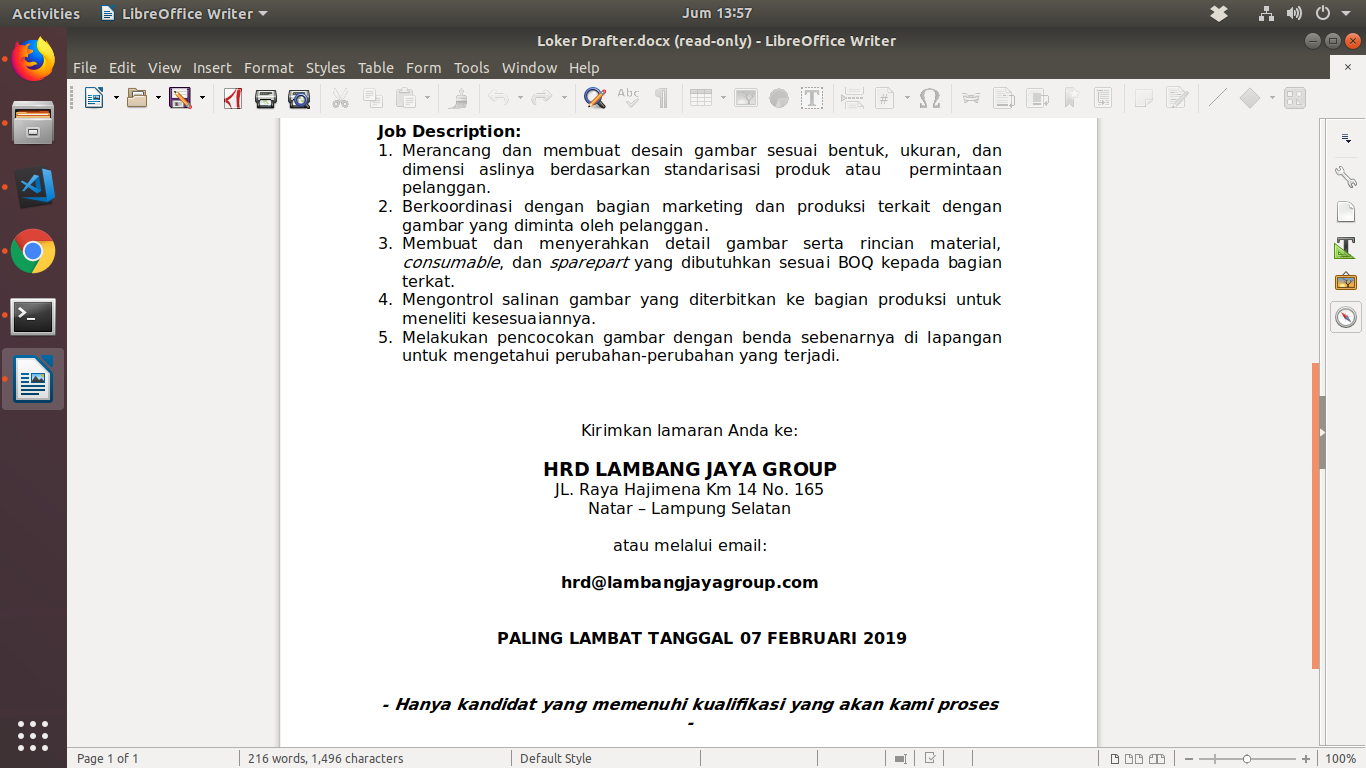 Activities LibreOffice Writer Jum 13:57
Loker Drafter.docx (read-only) - LibreOffice Writer
File Edit View Insert Format Styles Table Form Tools Window Help
Job Description:
1. Merancang dan membuat desain gambar sesuai bentuk, ukuran, dan
dimensi aslinya berdasarkan standarisasi produk atau permintaan
pelanggan.
2. Berkoordinasi dengan bagian marketing dan produksi terkait dengan
gambar yang diminta oleh pelanggan.
3. Membuat dan menyerahkan detail gambar serta rincian material,
consumable, dan sparepart yang dibutuhkan sesuai BOQ kepada bagian
terkat.
4. Mengontrol salinan gambar yang diterbitkan ke bagian produksi untuk
meneliti kesesuaiannya.
5. Melakukan pencocokan gambar dengan benda sebenarnya di lapangan
untuk mengetahui perubahan-perubahan yang terjadi.
Kirimkan lamaran Anda ke:
HRD LAMBANG JAYA GROUP
JL. Raya Hajimena Km 14 No. 165
Natar – Lampung Selatan
atau melalui email:
hrd@lambangjayagroup.com
PALING LAMBAT TANGGAL 07 FEBRUARI 2019
- Hanya kandidat yang memenuhi kualifikasi yang akan kami proses
-
Page 1 of 1 216 words, 1,496 characters Default Style 100%